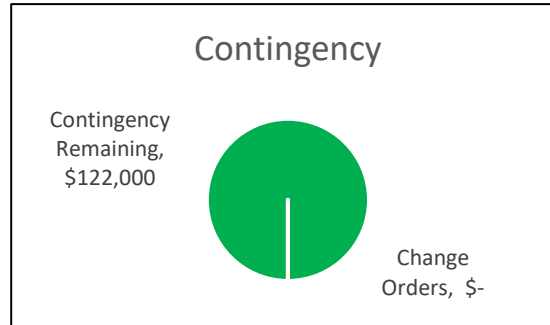 Contingency
Contingency
Remaining,
$122,000
Change
Orders, $-